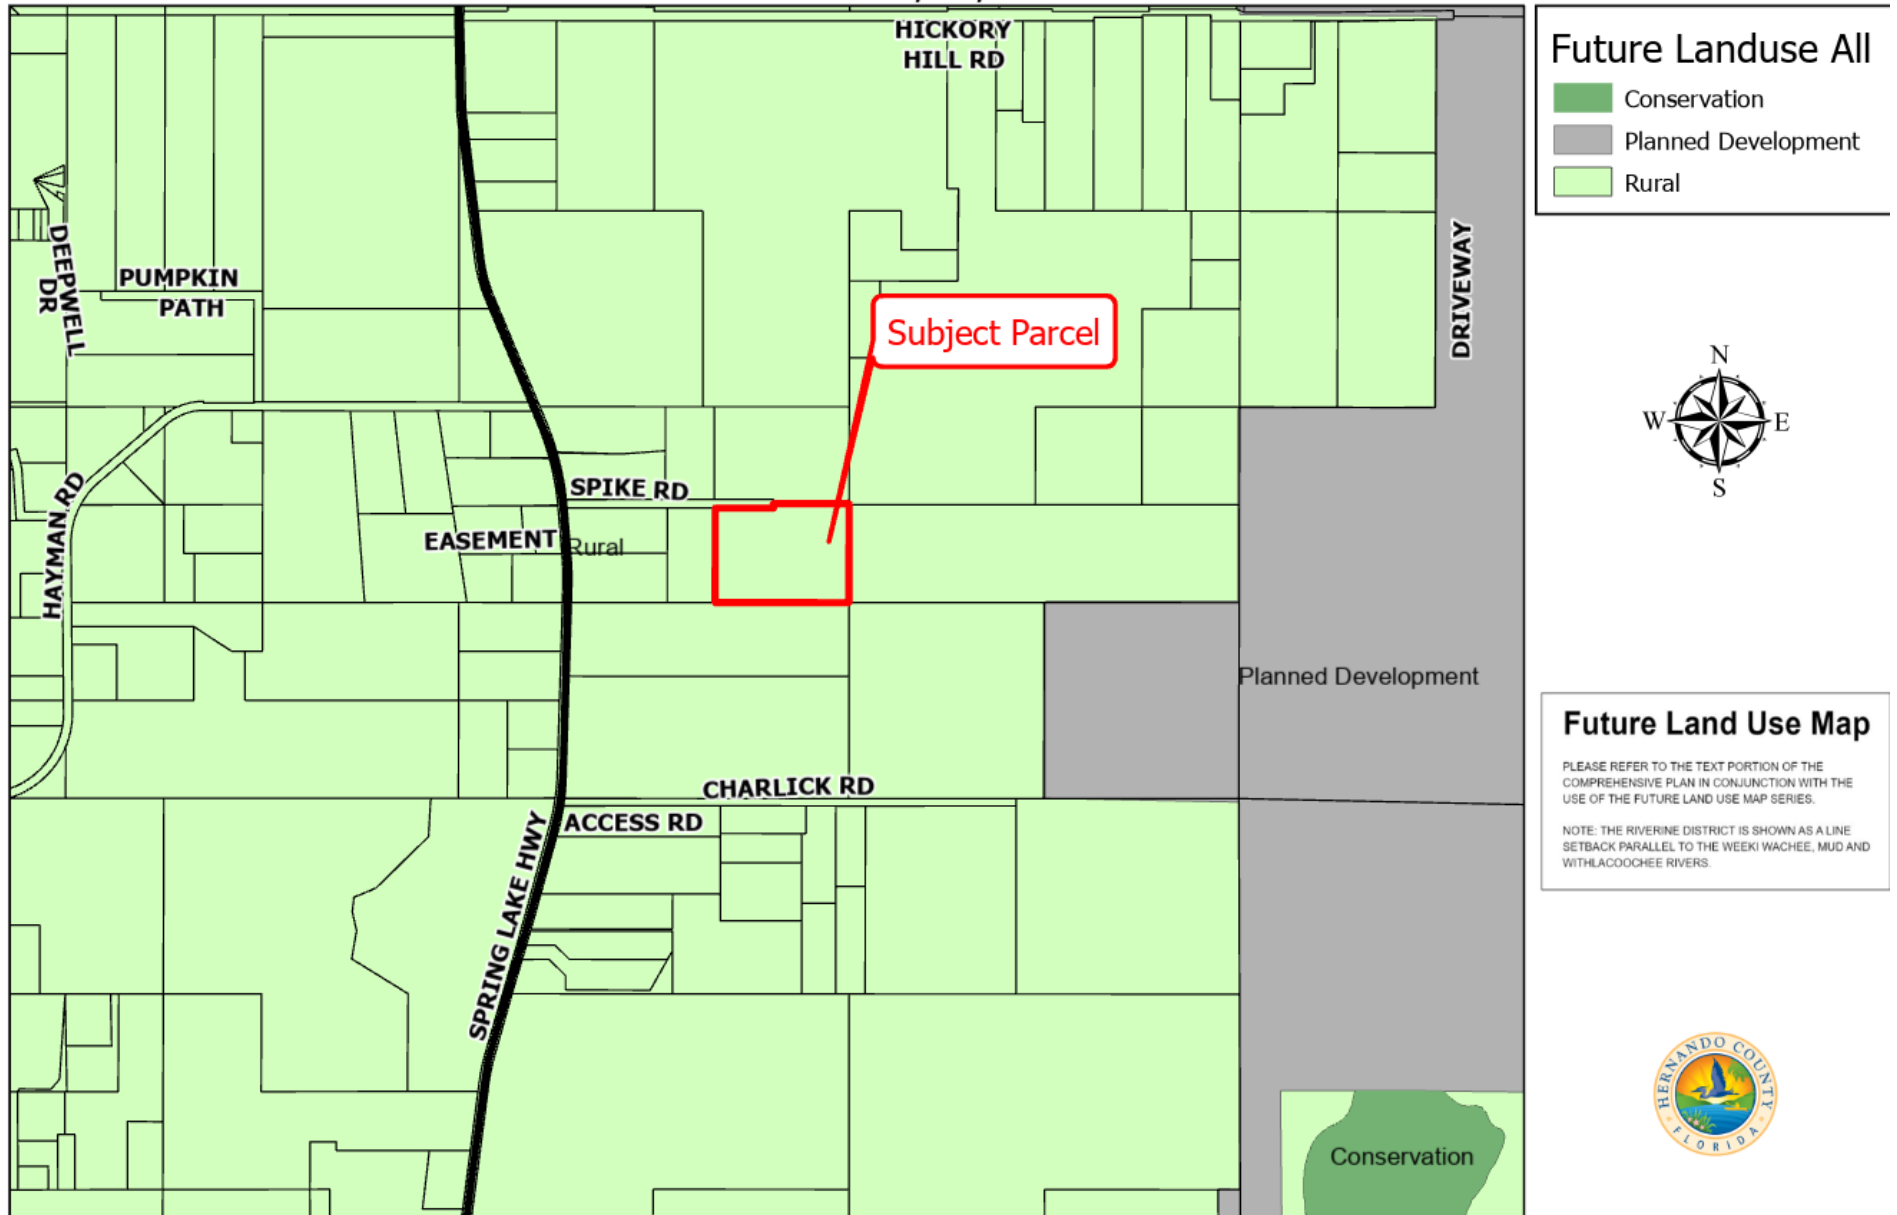 HICKORY
HILL RD
DEEPWELL
DR
PUMPKIN
PATH
DRIVEWAY
Subject Parcel
HAYMAN RD
SPIKE RD
EASEMENT
Rural
Planned Development
CHARLICK RD
ACCESS RD
SPRING LAKE HWY
Conservation
Future Landuse All
Conservation
Planned Development
Rural
N
W
E
S
Future Land Use Map
PLEASE REFER TO THE TEXT PORTION OF THE
COMPREHENSIVE PLAN IN CONJUNCTION WITH THE
USE OF THE FUTURE LAND USE MAP SERIES.
NOTE: THE RIVERINE DISTRICT IS SHOWN AS A LINE
SETBACK PARALLEL TO THE WEEKI WACHEE, MUD AND
WITHLACOOCHEE RIVERS.
HERNANDO COUNTY
FLORIDA